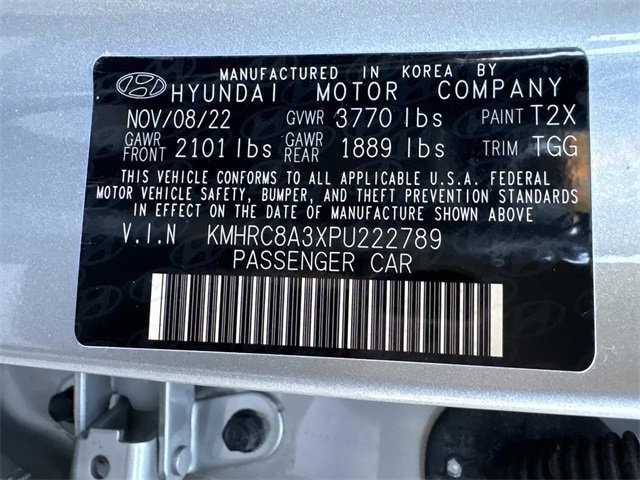 MANUFACTURED IN KOREA BY
HYUNDAI MOTOR COMPANY
NOV/08/22 GVWR 3770 lbs PAINT T2X
GAWR FRONT 2101 lbs GAWR REAR 1889 lbs TRIM TGG
THIS VEHICLE CONFORMS TO ALL APPLICABLE U.S.A. FEDERAL
MOTOR VEHICLE SAFETY, BUMPER, AND THEFT PREVENTION STANDARDS
IN EFFECT ON THE DATE OF MANUFACTURE SHOWN ABOVE
V.I.N KMHRC8A3XPU222789
PASSENGER CAR